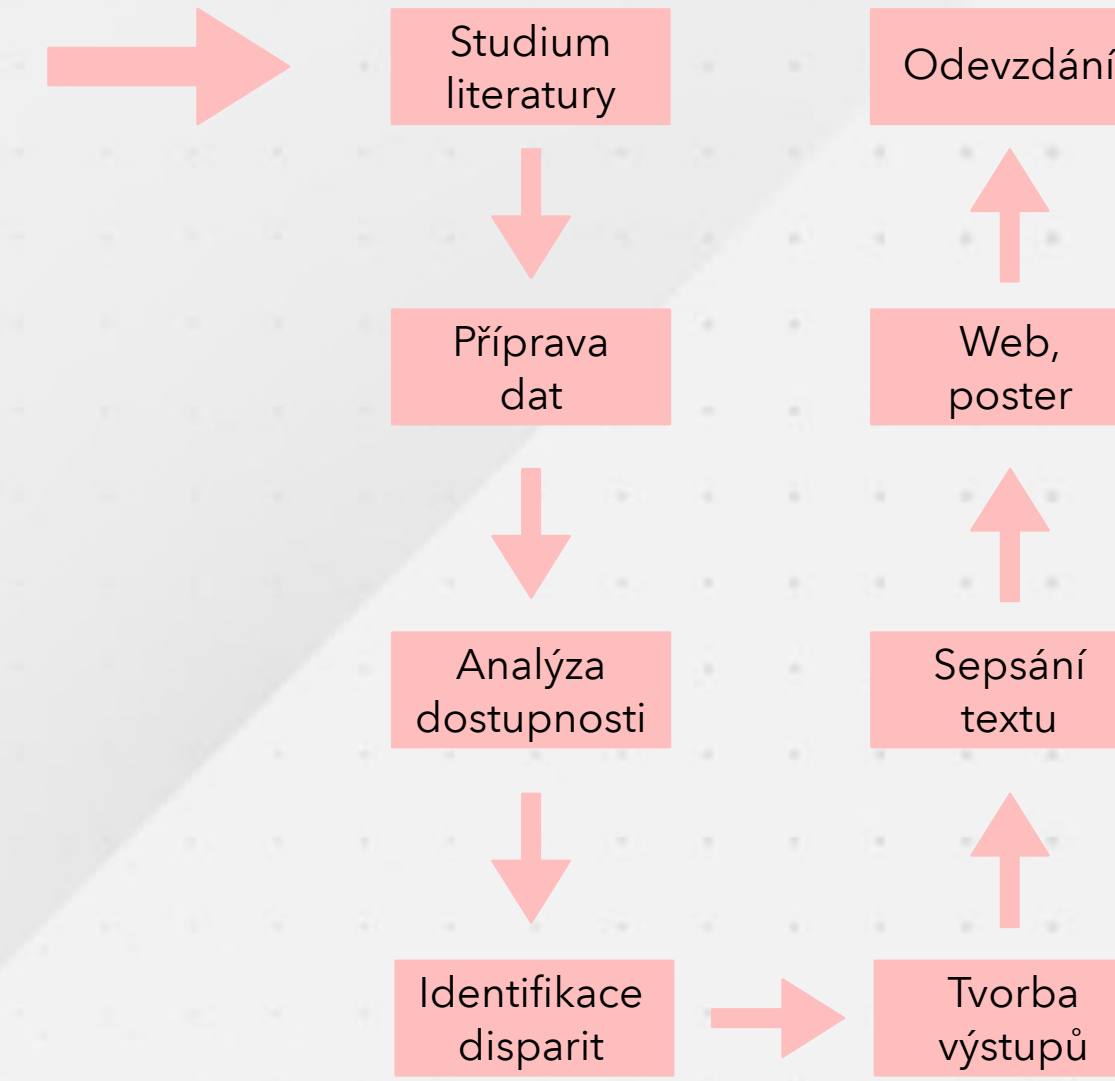 Studium
literatury
Příprava
dat
Analýza
dostupnosti
Identifikace
disparit
Tvorba
výstupů
Sepsání
textu
Web,
poster
Odevzdání